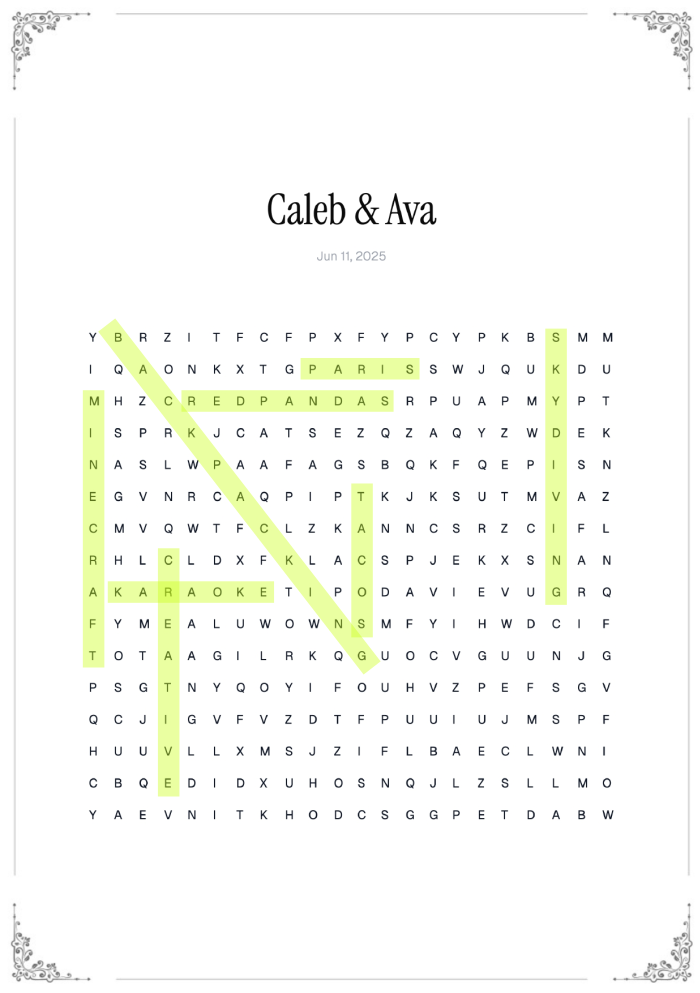 Caleb & Ava
Jun 11, 2025
Y B R Z I T F C F P X F Y P C Y P K B S M M
I Q A O N K X T G P A R I S S W J Q U K D U
M H Z C R E D P A N D A S R P U A P M Y P T
I S P R K J C A T S E Z Q Z A Q Y Z W D E K
N A S L W P A A F A G S B Q K F Q E P I S N
E G V N R C A Q P I P T K J K S U T M V A Z
C M V Q W T F C L Z K A N N C S R Z C I F L
R H L C L D X F K L A C S P J E K X S N A N
A K A R A O K E T I P O D A V I E V U G R Q
F Y M E A L U W O W N S M F Y I H W D C I F
T O T A A G I L R K Q G U O C V G U U N J G
P S G T N Y Q O Y I F O U H V Z P E F S G V
Q C J I G V F V Z D T F P U U I U J M S P F
H U U V L L X M S J Z I F L B A E C L W N I
C B Q E D I D X U H O S N Q J L Z S L L M O
Y A E V N I T K H O D C S G G P E T D A B W